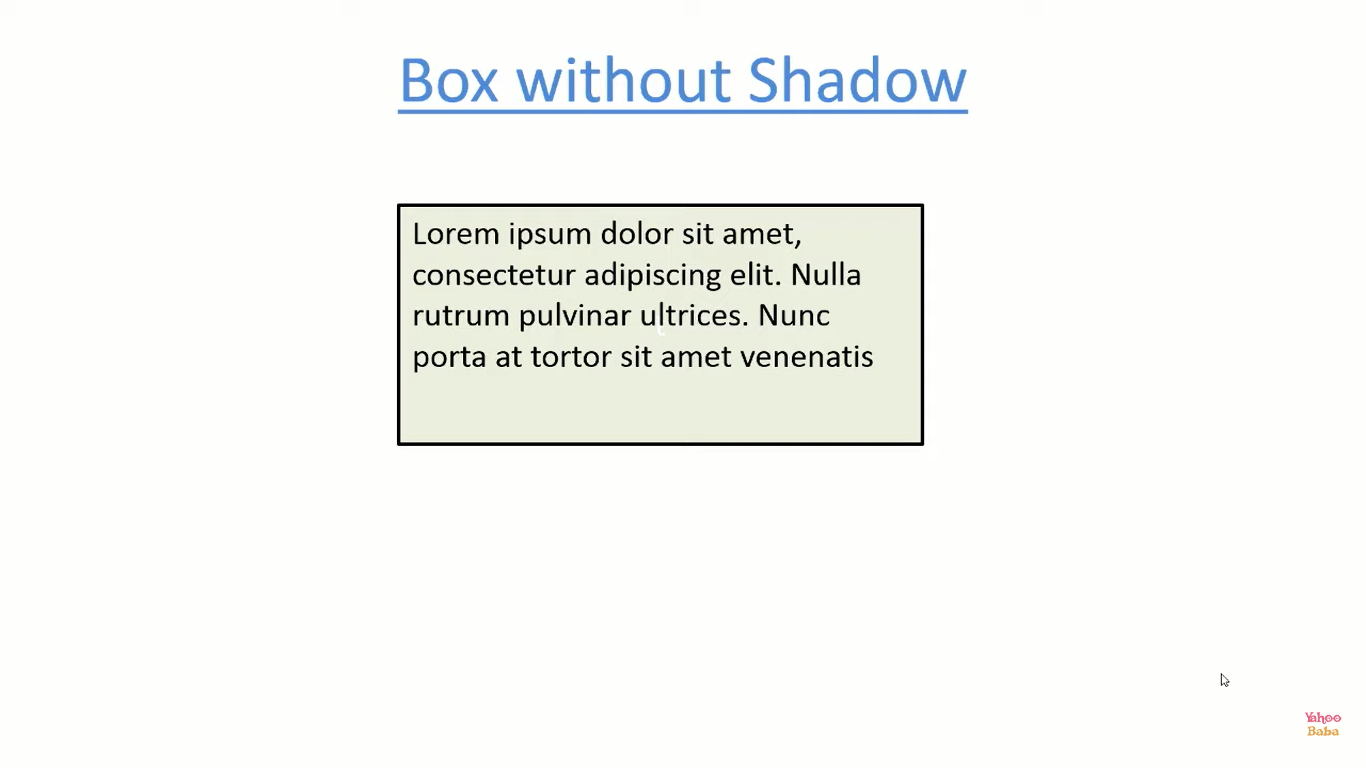 Box without Shadow
Lorem ipsum dolor sit amet,
consectetur adipiscing elit. Nulla
rutrum pulvinar ultrices. Nunc
porta at tortor sit amet venenatis
Yahoo
Baba